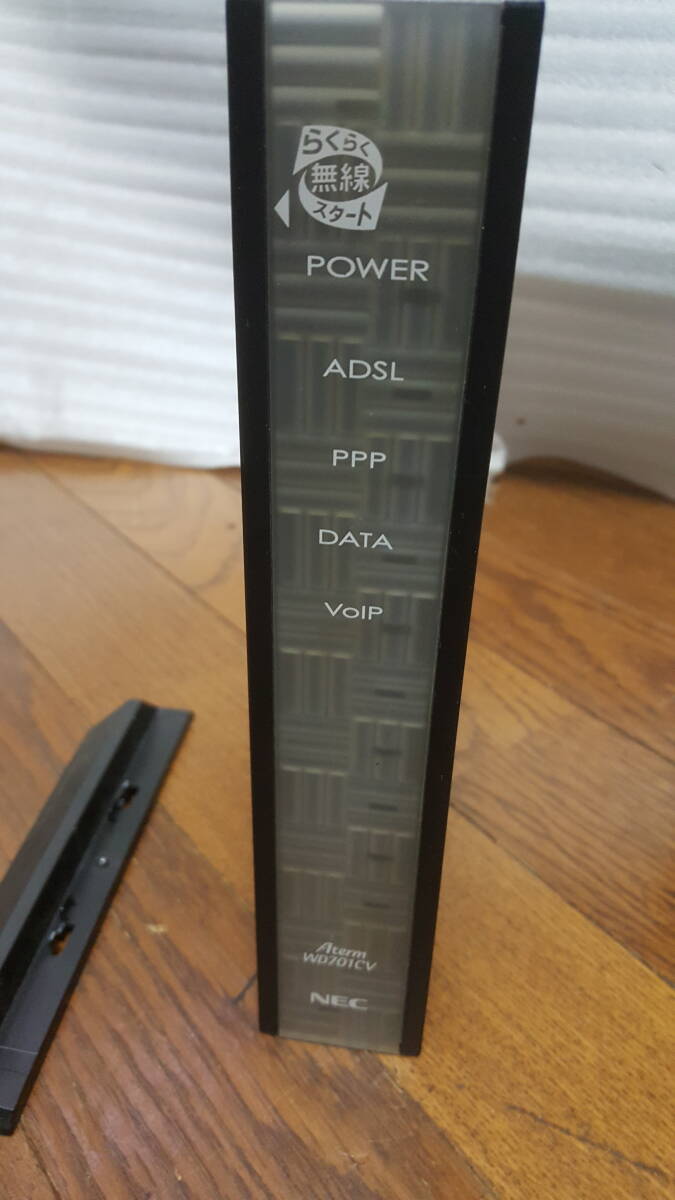 らくらく
無線
スタート
POWER
ADSL
PPP
DATA
VoIP
Aterm
WD701CV
NEC